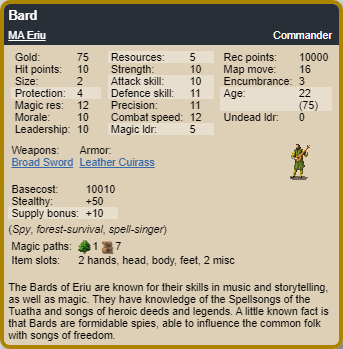 Bard
MA Eriu Commander
Gold: 75 Resources: 5 Rec points: 10000
Hit points: 10 Strength: 10 Map move: 16
Size: 2 Attack skill: 10 Encumbrance: 3
Protection: 4 Defence skill: 11 Age: 22
Magic res: 12 Precision: 11 (75)
Morale: 10 Combat speed: 12 Undead ldr: 0
Leadership: 10 Magic ldr: 5
Weapons: Armor:
Broad Sword Leather Cuirass
Basecost: 10010
Stealthy: +50
Supply bonus: +10
(Spy, forest-survival, spell-singer)
Magic paths: 1 7
Item slots: 2 hands, head, body, feet, 2 misc
The Bards of Eriu are known for their skills in music and storytelling,
as well as magic. They have knowledge of the Spellsongs of the
Tuatha and songs of heroic deeds and legends. A little known fact is
that Bards are formidable spies, able to influence the common folk
with songs of freedom.